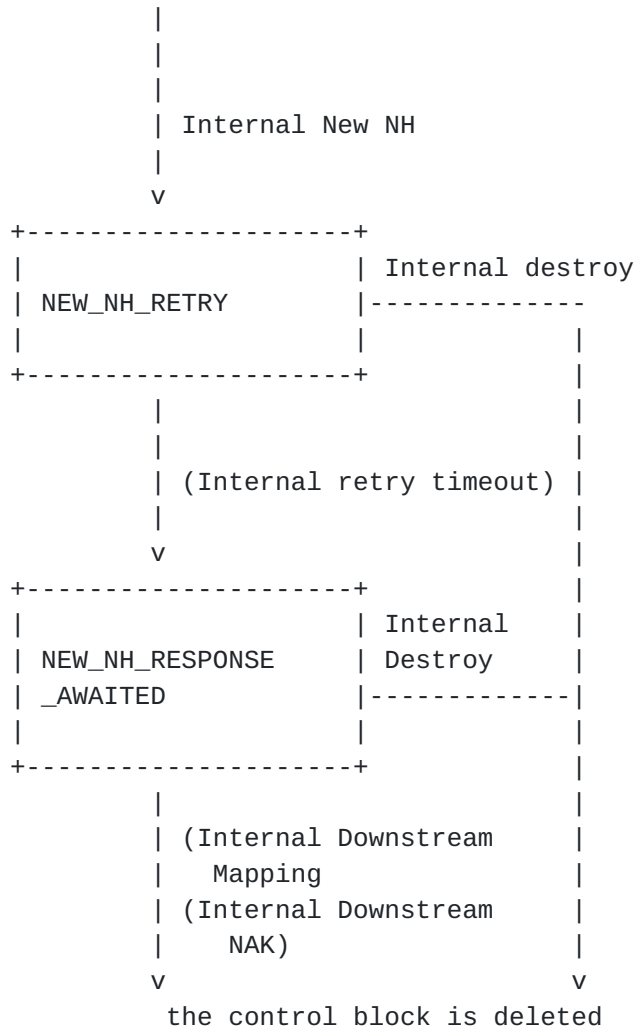 Internal New NH
Internal destroy
NEW_NH_RETRY
(Internal retry timeout)
Internal
NEW_NH_RESPONSE Destroy
_AWAITED
(Internal Downstream
Mapping
(Internal Downstream
NAK)
the control block is deleted